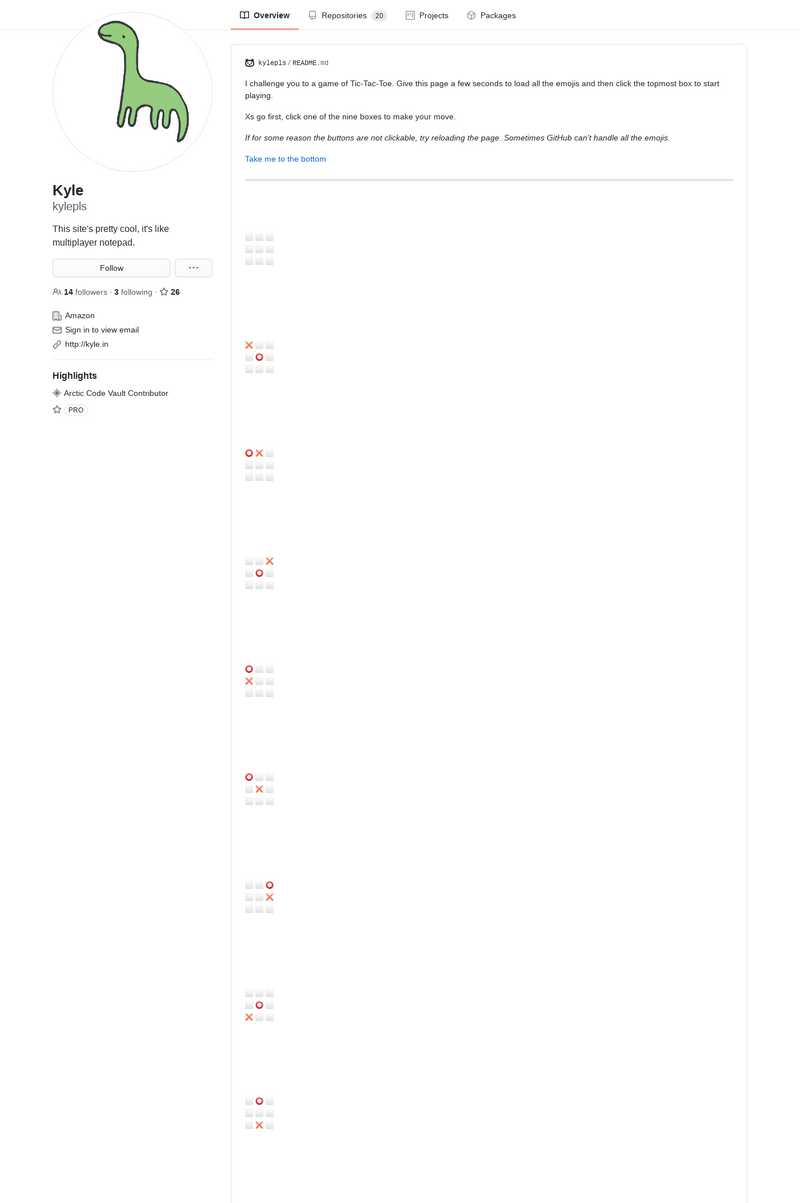 Overview
Repositories 20
Projects
Packages
Kyle
kylepls
This site's pretty cool, it's like
multiplayer notepad.
Follow
14 followers · 3 following · 26
Amazon
Sign in to view email
http://kyle.in
Highlights
Arctic Code Vault Contributor
PRO
kylepls / README.md
I challenge you to a game of Tic-Tac-Toe. Give this page a few seconds to load all the emojis and then click the topmost box to start
playing.
Xs go first, click one of the nine boxes to make your move.
If for some reason the buttons are not clickable, try reloading the page. Sometimes GitHub can't handle all the emojis.
Take me to the bottom